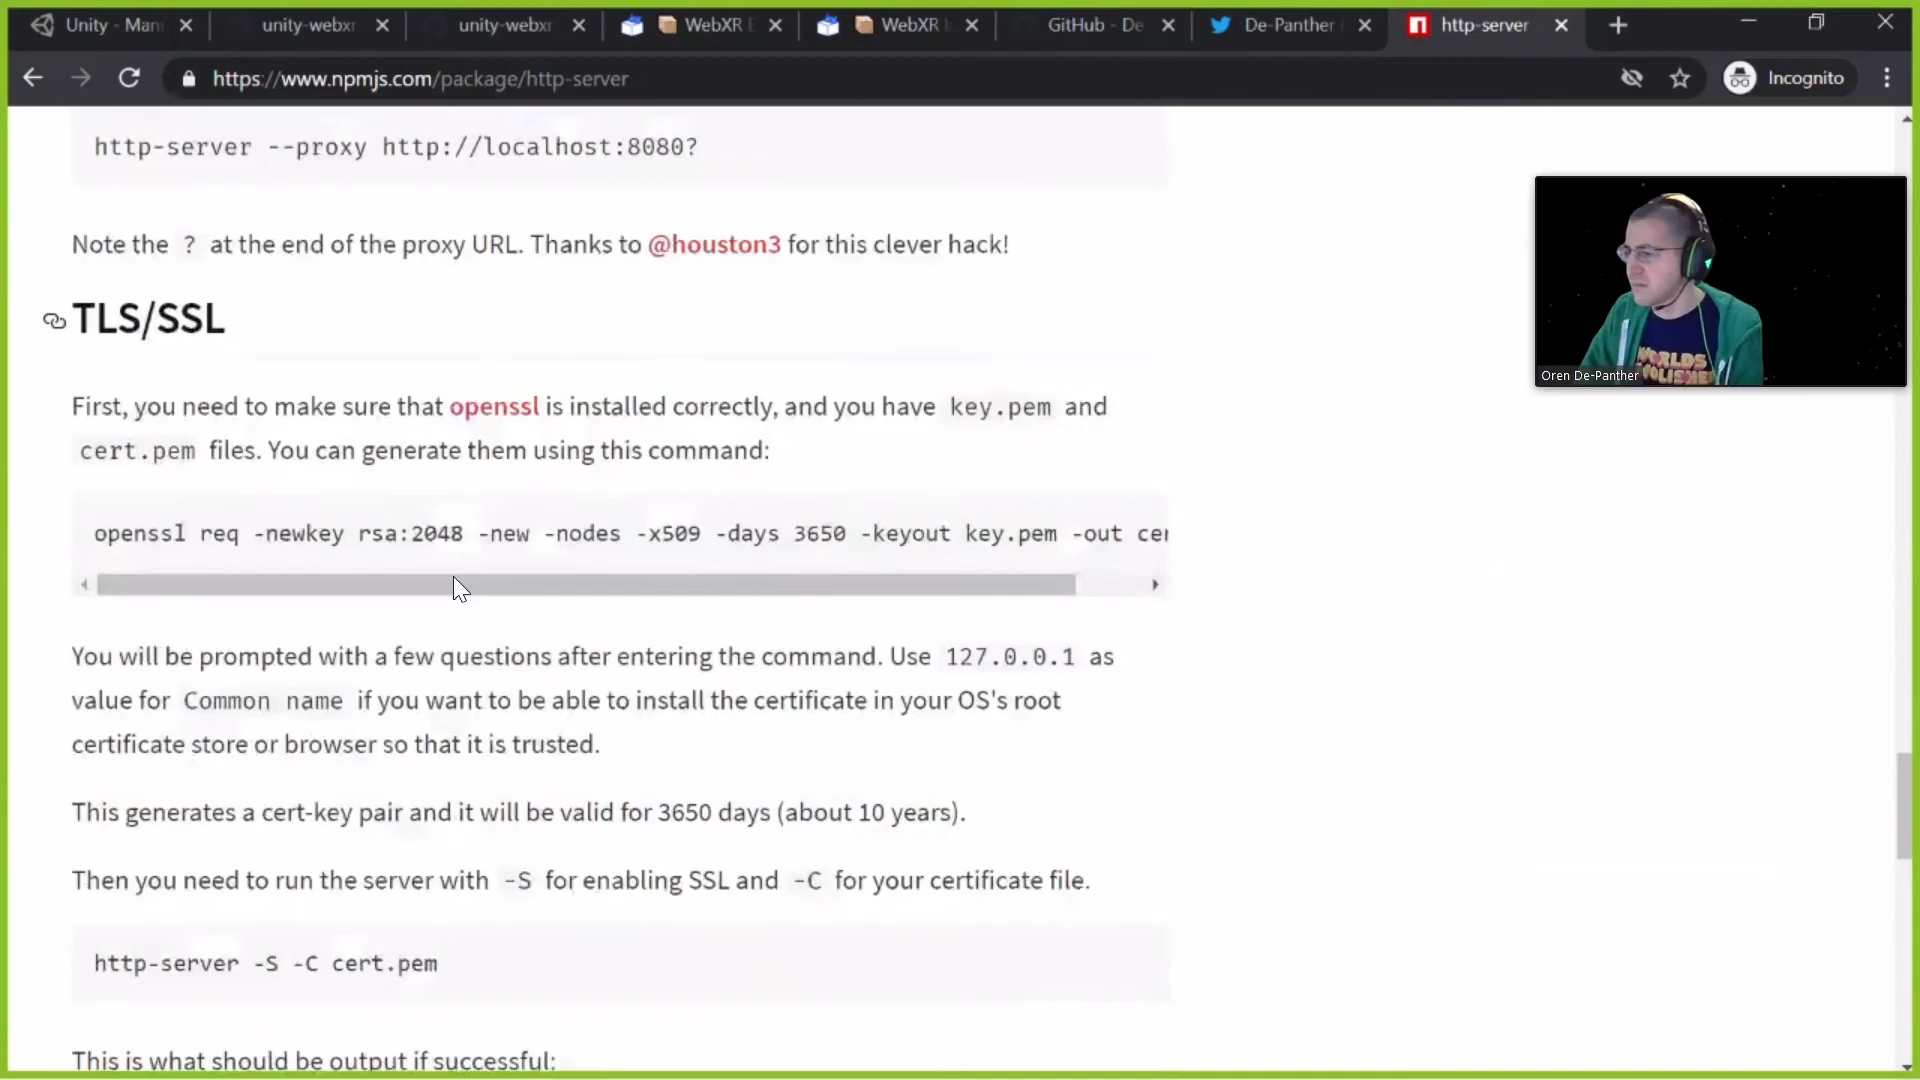 Unity - Man
unity-webxr
unity-webxr
WebXR E
WebXR I
GitHub - De
De-Panther
http-server
https://www.npmjs.com/package/http-server
Incognito
http-server --proxy http://localhost:8080?
Note the ? at the end of the proxy URL. Thanks to @houston3 for this clever hack!
TLS/SSL
First, you need to make sure that openssl is installed correctly, and you have key.pem and
cert.pem files. You can generate them using this command:
openssl req -newkey rsa:2048 -new -nodes -x509 -days 3650 -keyout key.pem -out cer
You will be prompted with a few questions after entering the command. Use 127.0.0.1 as
value for Common name if you want to be able to install the certificate in your OS's root
certificate store or browser so that it is trusted.
This generates a cert-key pair and it will be valid for 3650 days (about 10 years).
Then you need to run the server with -S for enabling SSL and -C for your certificate file.
http-server -S -C cert.pem
This is what should be output if successful:
WORLDS
Oren De-Panther